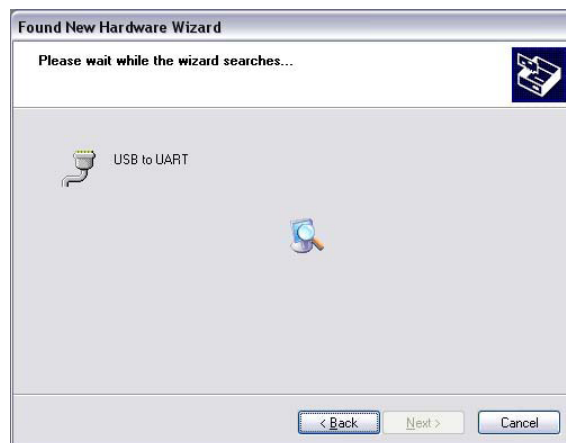 Found New Hardware Wizard
Please wait while the wizard searches...
USB to UART
< Back
Next >
Cancel